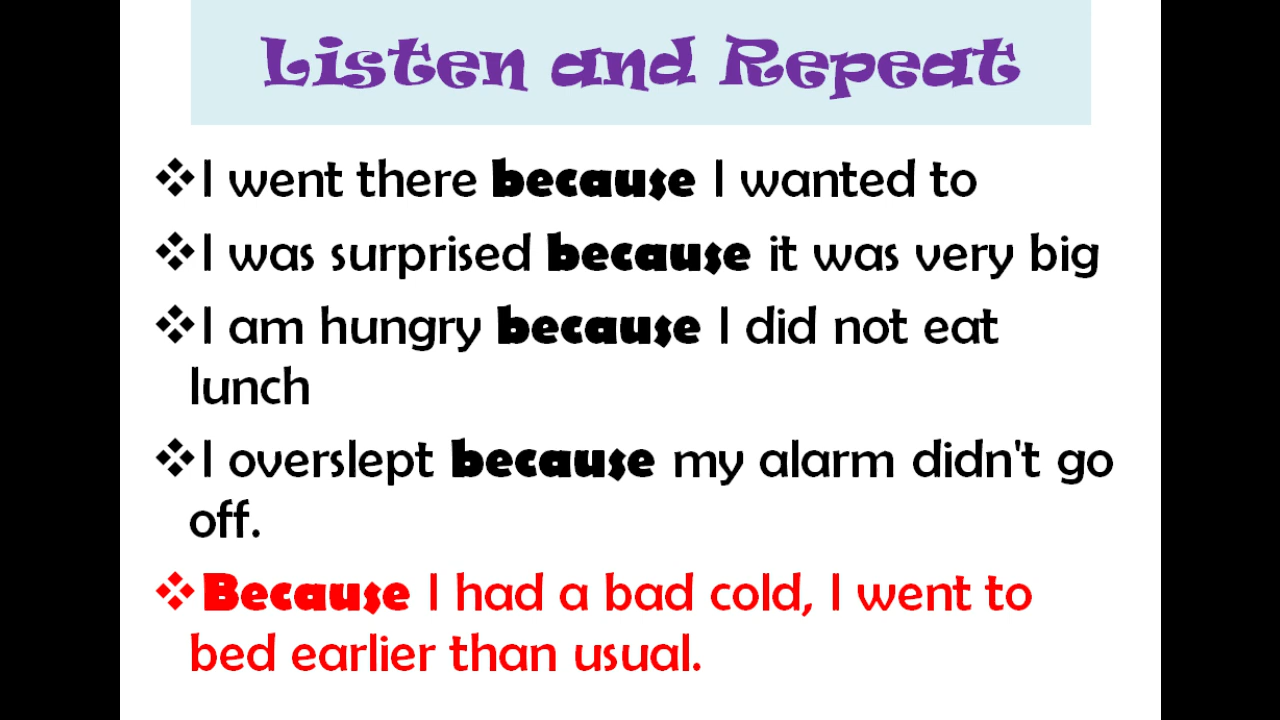 Listen and Repeat
❖I went there because I wanted to
❖I was surprised because it was very big
❖I am hungry because I did not eat
lunch
❖I overslept because my alarm didn't go
off.
❖Because I had a bad cold, I went to
bed earlier than usual.